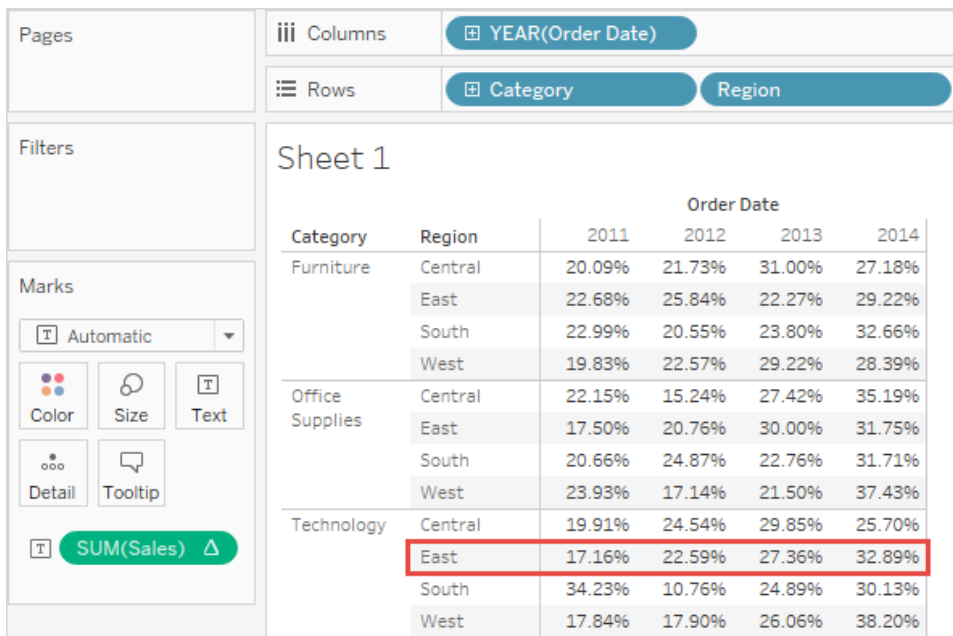 Pages
Columns
YEAR(Order Date)
Rows
Category
Region
Filters
Marks
Automatic
Color
Size
Text
Detail
Tooltip
SUM(Sales)
Sheet 1
Order Date
Category Region 2011 2012 2013 2014
Furniture Central 20.09% 21.73% 31.00% 27.18%
East 22.68% 25.84% 22.27% 29.22%
South 22.99% 20.55% 23.80% 32.66%
West 19.83% 22.57% 29.22% 28.39%
Office Supplies Central 22.15% 15.24% 27.42% 35.19%
East 17.50% 20.76% 30.00% 31.75%
South 20.66% 24.87% 22.76% 31.71%
West 23.93% 17.14% 21.50% 37.43%
Technology Central 19.91% 24.54% 29.85% 25.70%
East 17.16% 22.59% 27.36% 32.89%
South 34.23% 10.76% 24.89% 30.13%
West 17.84% 17.90% 26.06% 38.20%